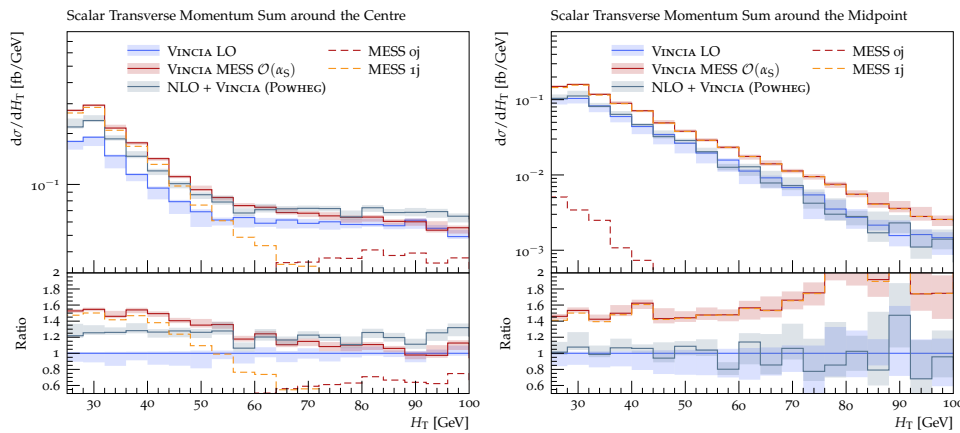 Scalar Transverse Momentum Sum around the Centre
dσ/dH_T [fb/GeV]
VINCIA LO
VINCIA MESS O(α_S)
NLO + VINCIA (POWHEG)
MESS 0j
MESS 1j
10⁻¹
Ratio
2
1.8
1.6
1.4
1.2
1
0.8
0.6
30 40 50 60 70 80 90 100
H_T [GeV]
Scalar Transverse Momentum Sum around the Midpoint
dσ/dH_T [fb/GeV]
VINCIA LO
VINCIA MESS O(α_S)
NLO + VINCIA (POWHEG)
MESS 0j
MESS 1j
10⁻¹
10⁻²
10⁻³
Ratio
2
1.8
1.6
1.4
1.2
1
0.8
0.6
30 40 50 60 70 80 90 100
H_T [GeV]